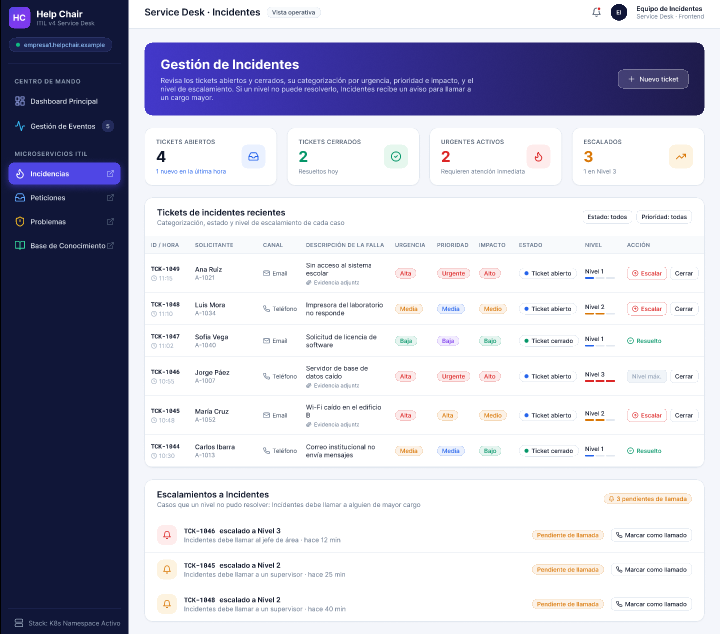 HC
Help Chair
ITIL v4 Service Desk
empresa1.helpchair.example
CENTRO DE MANDO
Dashboard Principal
Gestión de Eventos 5
MICROSERVICIOS ITIL
Incidencias
Peticiones
Problemas
Base de Conocimiento
Stack: K8s Namespace Activo
Service Desk · Incidentes Vista operativa
EI
Equipo de Incidentes
Service Desk · Frontend
Gestión de Incidentes
Revisa los tickets abiertos y cerrados, su categorización por urgencia, prioridad e impacto, y el
nivel de escalamiento. Si un nivel no puede resolverlo, Incidentes recibe un aviso para llamar a
un cargo mayor.
+ Nuevo ticket
TICKETS ABIERTOS
4
1 nuevo en la última hora
TICKETS CERRADOS
2
Resueltos hoy
URGENTES ACTIVOS
2
Requieren atención inmediata
ESCALADOS
3
1 en Nivel 3
Tickets de incidentes recientes
Categorización, estado y nivel de escalamiento de cada caso
Estado: todos Prioridad: todas
ID / HORA SOLICITANTE CANAL DESCRIPCIÓN DE LA FALLA URGENCIA PRIORIDAD IMPACTO ESTADO NIVEL ACCIÓN
TCK-1049 11:15 Ana Ruiz A-1021 Email Sin acceso al sistema escolar Evidencia adjunta Alta Urgente Alto Ticket abierto Nivel 1 Escalar Cerrar
TCK-1048 11:10 Luis Mora A-1034 Teléfono Impresora del laboratorio no responde Media Media Medio Ticket abierto Nivel 2 Escalar Cerrar
TCK-1047 11:02 Sofía Vega A-1040 Email Solicitud de licencia de software Baja Baja Bajo Ticket cerrado Nivel 1 Resuelto
TCK-1046 10:55 Jorge Páez A-1007 Teléfono Servidor de base de datos caído Evidencia adjunta Alta Urgente Alto Ticket abierto Nivel 3 Nivel máx. Cerrar
TCK-1045 10:48 María Cruz A-1052 Email Wi-Fi caído en el edificio B Evidencia adjunta Alta Alta Medio Ticket abierto Nivel 2 Escalar Cerrar
TCK-1044 10:30 Carlos Ibarra A-1013 Teléfono Correo institucional no envía mensajes Media Media Bajo Ticket cerrado Nivel 1 Resuelto
Escalamientos a Incidentes
Casos que un nivel no pudo resolver: Incidentes debe llamar a alguien de mayor cargo
3 pendientes de llamada
TCK-1046 escalado a Nivel 3
Incidentes debe llamar al jefe de área · hace 12 min
Pendiente de llamada Marcar como llamado
TCK-1045 escalado a Nivel 2
Incidentes debe llamar a un supervisor · hace 25 min
Pendiente de llamada Marcar como llamado
TCK-1048 escalado a Nivel 2
Incidentes debe llamar a un supervisor · hace 40 min
Pendiente de llamada Marcar como llamado